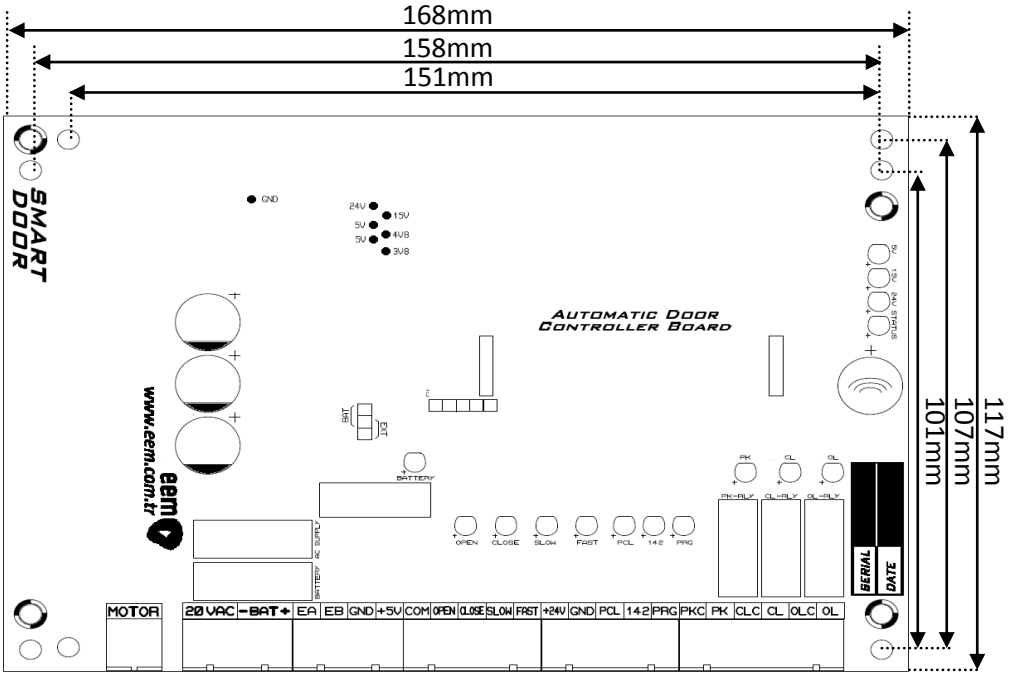 168mm
158mm
151mm
SMART
DOOR
GND
24V
15V
5V
4V8
5V
3V8
5V
15V
24V
STATUS
AUTOMATIC DOOR
CONTROLLER BOARD
117mm
107mm
101mm
BAT
EXT
www.eem.com.tr
eem
BATTERY
PK
CL
OL
PK-RLY
CL-RLY
OL-RLY
AC SUPPLY
BATTERY
OPEN
CLOSE
SLOW
FAST
PCL
142
PRG
SERIAL
DATE
MOTOR
20VAC -BAT+ EA EB GND +5V COM OPEN CLOSE SLOW FAST +24V GND PCL 142 PRG PKC PK CLC CL OLC OL